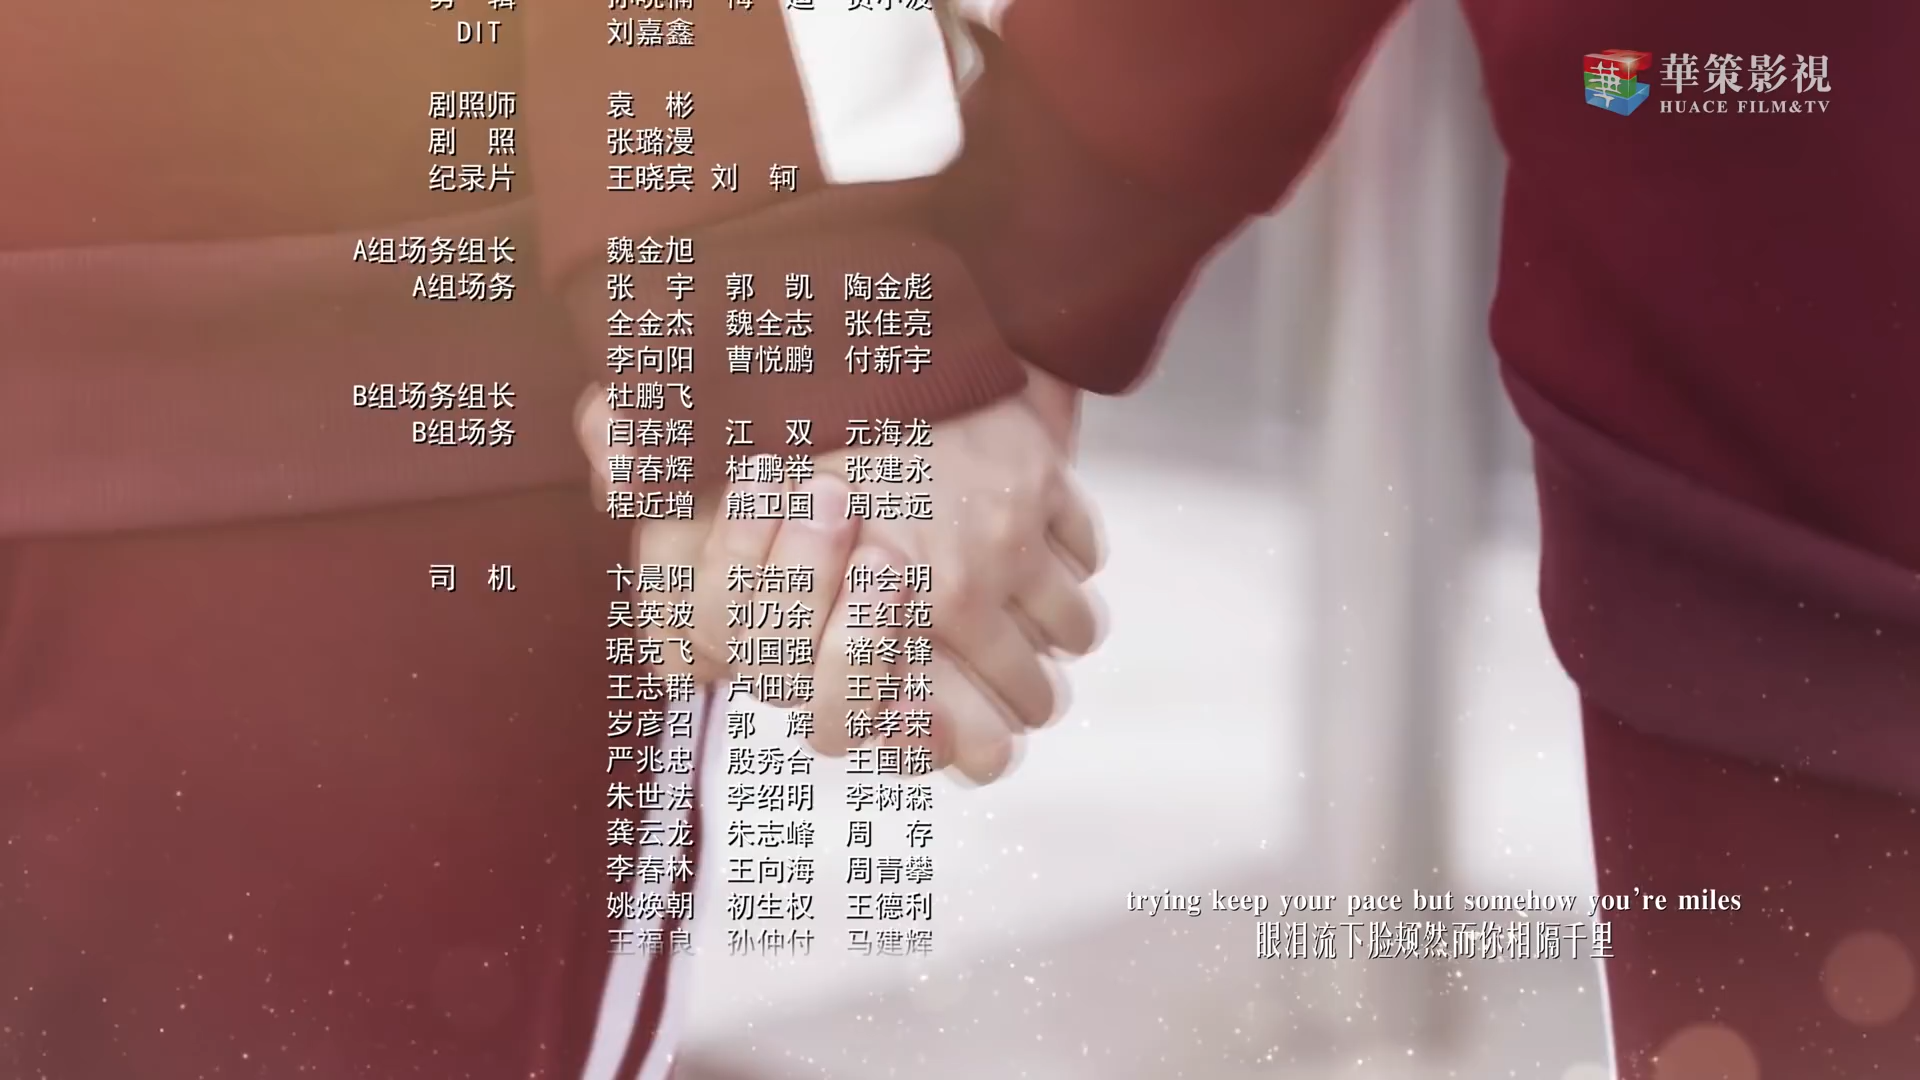 DIT 刘嘉鑫
剧照师 袁 彬
剧 照 张璐漫
纪录片 王晓宾 刘 轲
A组场务组长 魏金旭
A组场务 张 宇 郭 凯 陶金彪
全金杰 魏全志 张佳亮
李向阳 曹悦鹏 付新宇
B组场务组长 杜鹏飞
B组场务 闫春辉 江 双 元海龙
曹春辉 杜鹏举 张建永
程近增 熊卫国 周志远
司 机 卞晨阳 朱浩南 仲会明
吴英波 刘乃余 王红范
琚克飞 刘国强 褚冬锋
王志群 卢佃海 王吉林
岁彦召 郭 辉 徐孝荣
严兆忠 殷秀合 王国栋
朱世法 李绍明 李树森
龚云龙 朱志峰 周 存
李春林 王向海 周青攀
姚焕朝 初生权 王德利
王福良 孙仲付 马建辉
華策影視
HUACE FILM&TV
trying keep your pace but somehow you're miles
眼泪流下脸颊然而你相隔千里